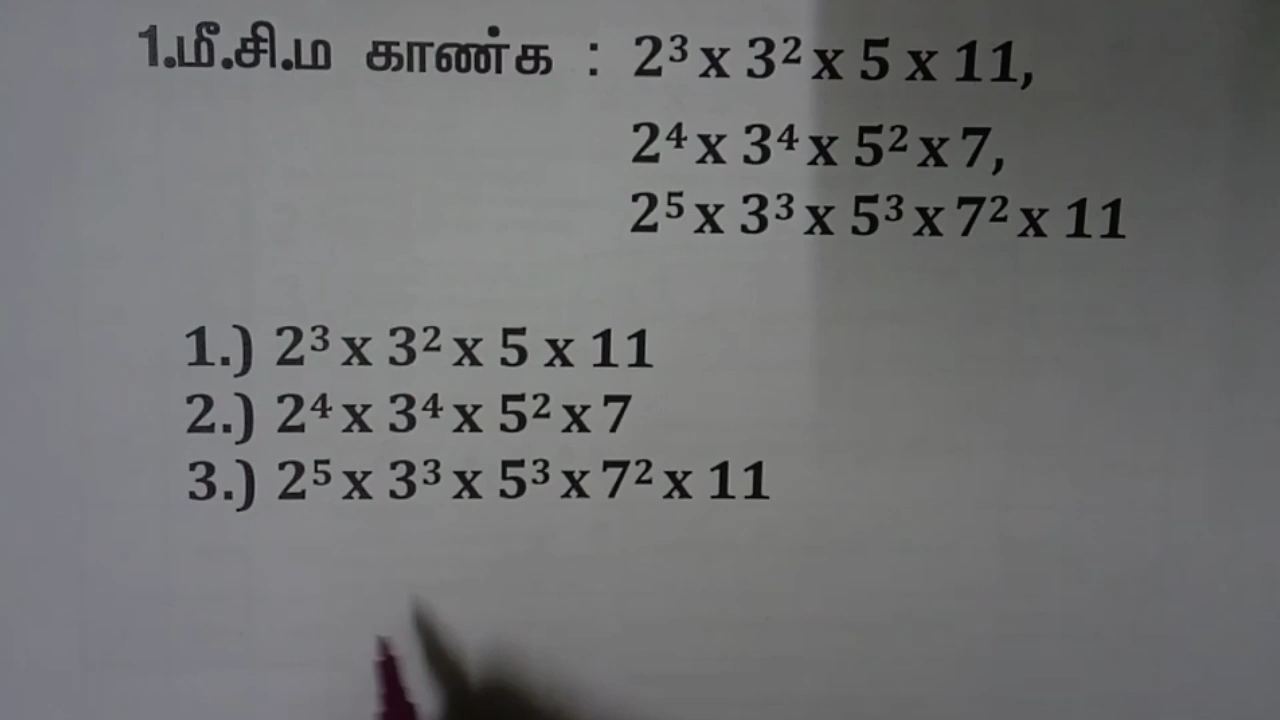 1.மீ.சி.ம காண்க : 2³ x 3² x 5 x 11,
2⁴ x 3⁴ x 5² x 7,
2⁵ x 3³ x 5³ x 7² x 11
1.) 2³ x 3² x 5 x 11
2.) 2⁴ x 3⁴ x 5² x 7
3.) 2⁵ x 3³ x 5³ x 7² x 11